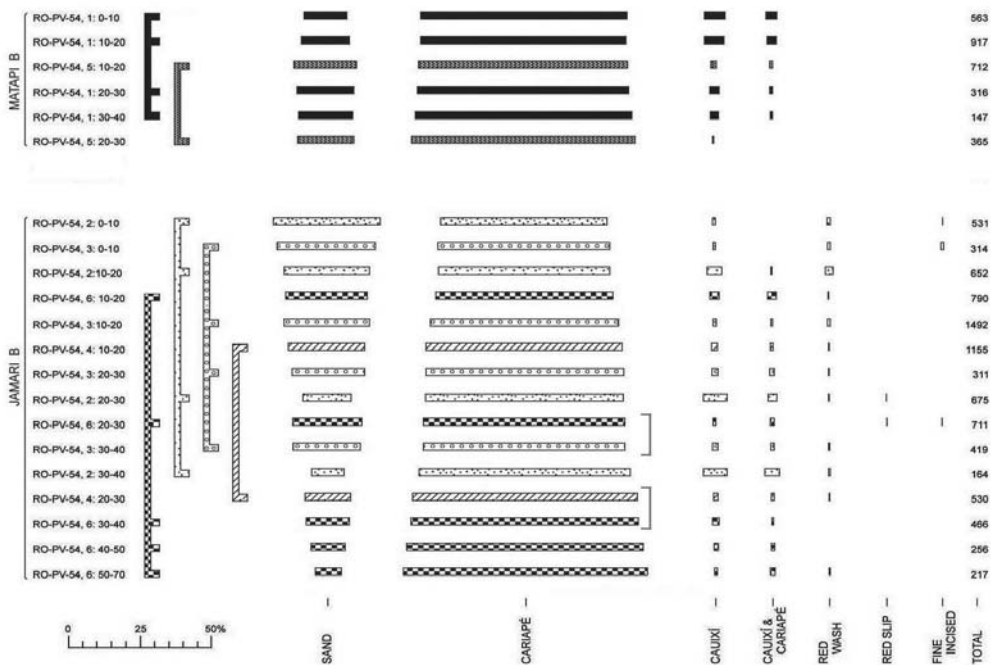 MATAPI B
RO-PV-54, 1: 0-10 563
RO-PV-54, 1: 10-20 917
RO-PV-54, 5: 10-20 712
RO-PV-54, 1: 20-30 316
RO-PV-54, 1: 30-40 147
RO-PV-54, 5: 20-30 365
JAMARI B
RO-PV-54, 2: 0-10 531
RO-PV-54, 3: 0-10 314
RO-PV-54, 2:10-20 652
RO-PV-54, 6: 10-20 790
RO-PV-54, 3:10-20 1492
RO-PV-54, 4: 10-20 1155
RO-PV-54, 3: 20-30 311
RO-PV-54, 2: 20-30 675
RO-PV-54, 6: 20-30 711
RO-PV-54, 3: 30-40 419
RO-PV-54, 2: 30-40 164
RO-PV-54, 4: 20-30 530
RO-PV-54, 6: 30-40 466
RO-PV-54, 6: 40-50 256
RO-PV-54, 6: 50-70 217
0 25 50%
SAND
CARIAPÉ
CAUIXÍ
CAUIXÍ &
CARIAPÉ
RED
WASH
RED SLIP
FINE
INCISED
TOTAL